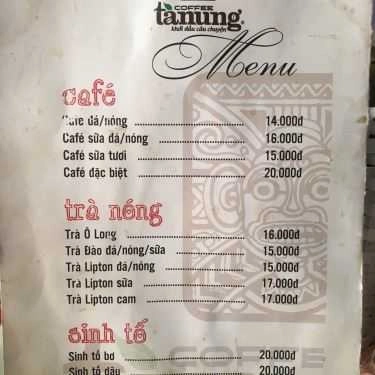 COFFEE
tanung®
khởi đầu câu chuyện
Menu
café
Café đá/nóng 14.000đ
Café sữa đá/nóng 16.000đ
Café sữa tươi 15.000đ
Café đặc biệt 20.000đ
trà nóng
Trà Ô Long 16.000đ
Trà Đào đá/nóng/sữa 15.000đ
Trà Lipton đá/nóng 15.000đ
Trà Lipton sữa 17.000đ
Trà Lipton cam 17.000đ
sinh tố
Sinh tố bơ 20.000đ
Sinh tố dâu 20.000đ
COFFEE